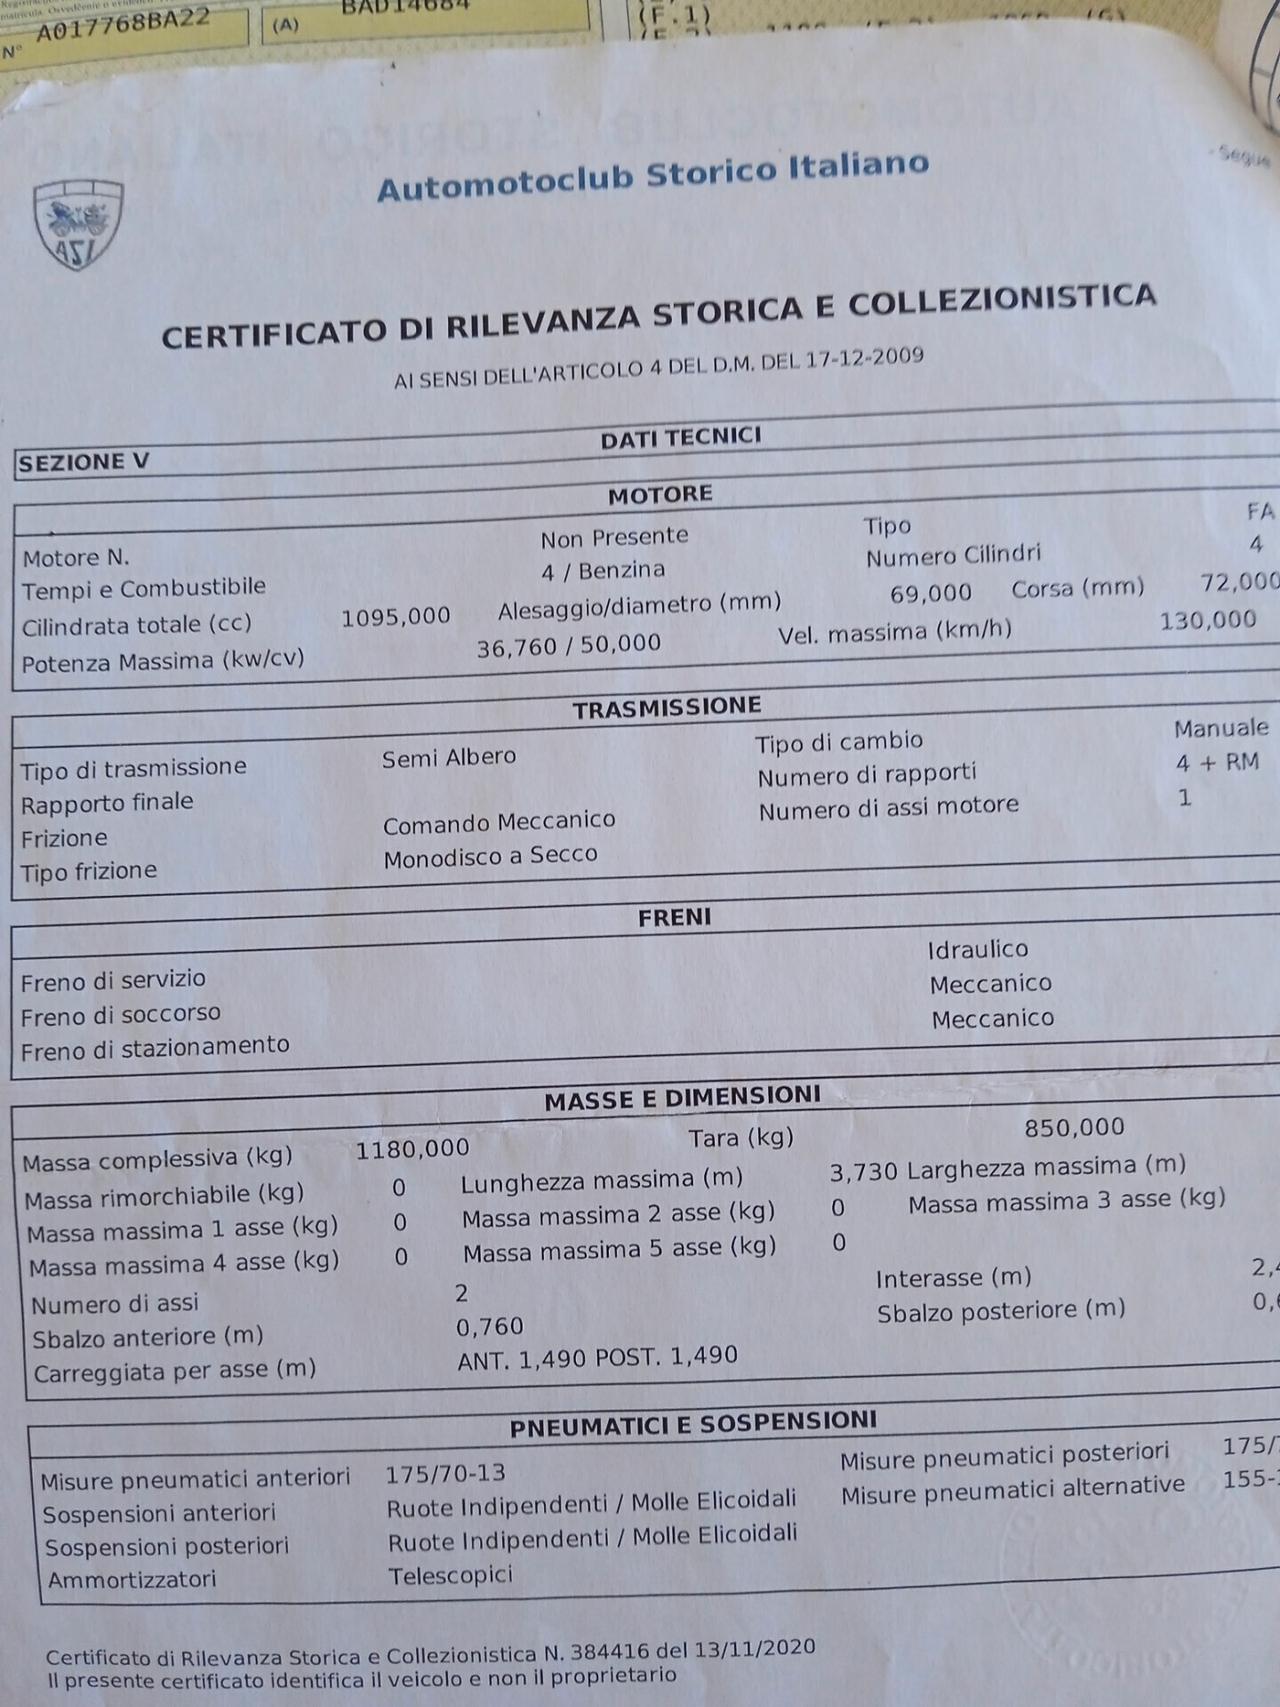 N° A017768BA22
(A) BAD14684
(F.1)
- Segue
Automotoclub Storico Italiano
ASI
CERTIFICATO DI RILEVANZA STORICA E COLLEZIONISTICA
AI SENSI DELL'ARTICOLO 4 DEL D.M. DEL 17-12-2009
SEZIONE V DATI TECNICI
MOTORE
Motore N. Non Presente Tipo FA
Tempi e Combustibile 4 / Benzina Numero Cilindri 4
Cilindrata totale (cc) 1095,000 Alesaggio/diametro (mm) 69,000 Corsa (mm) 72,000
Potenza Massima (kw/cv) 36,760 / 50,000 Vel. massima (km/h) 130,000
TRASMISSIONE
Tipo di trasmissione Semi Albero Tipo di cambio Manuale
Rapporto finale Numero di rapporti 4 + RM
Frizione Comando Meccanico Numero di assi motore 1
Tipo frizione Monodisco a Secco
FRENI
Freno di servizio Idraulico
Freno di soccorso Meccanico
Freno di stazionamento Meccanico
MASSE E DIMENSIONI
Massa complessiva (kg) 1180,000 Tara (kg) 850,000
Massa rimorchiabile (kg) 0 Lunghezza massima (m) 3,730 Larghezza massima (m)
Massa massima 1 asse (kg) 0 Massa massima 2 asse (kg) 0 Massa massima 3 asse (kg)
Massa massima 4 asse (kg) 0 Massa massima 5 asse (kg) 0
Numero di assi 2 Interasse (m) 2,4
Sbalzo anteriore (m) 0,760 Sbalzo posteriore (m) 0,6
Carreggiata per asse (m) ANT. 1,490 POST. 1,490
PNEUMATICI E SOSPENSIONI
Misure pneumatici anteriori 175/70-13 Misure pneumatici posteriori 175/7
Sospensioni anteriori Ruote Indipendenti / Molle Elicoidali Misure pneumatici alternative 155-1
Sospensioni posteriori Ruote Indipendenti / Molle Elicoidali
Ammortizzatori Telescopici
Certificato di Rilevanza Storica e Collezionistica N. 384416 del 13/11/2020
Il presente certificato identifica il veicolo e non il proprietario